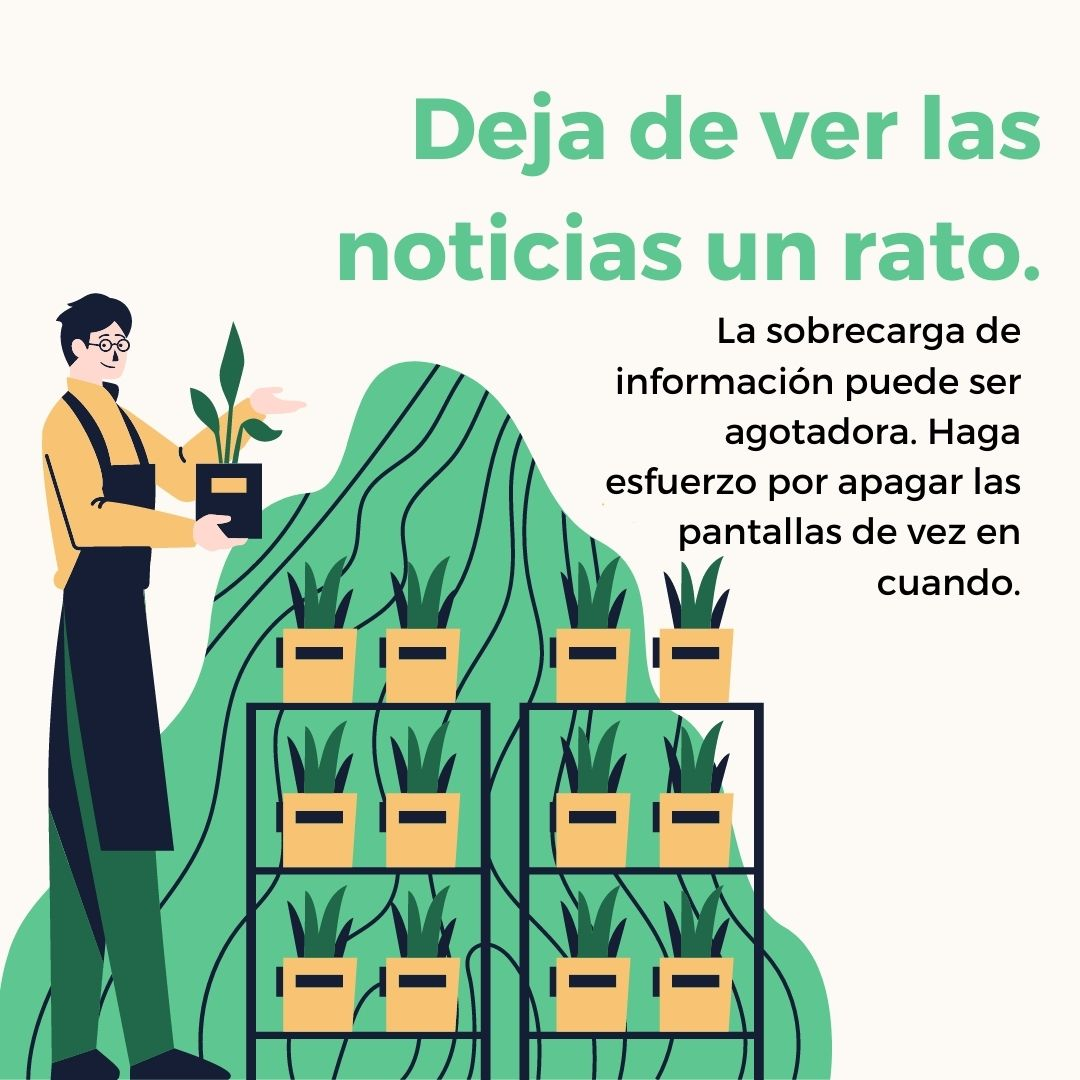 Deja de ver las
noticias un rato.
La sobrecarga de
información puede ser
agotadora. Haga
esfuerzo por apagar las
pantallas de vez en
cuando.